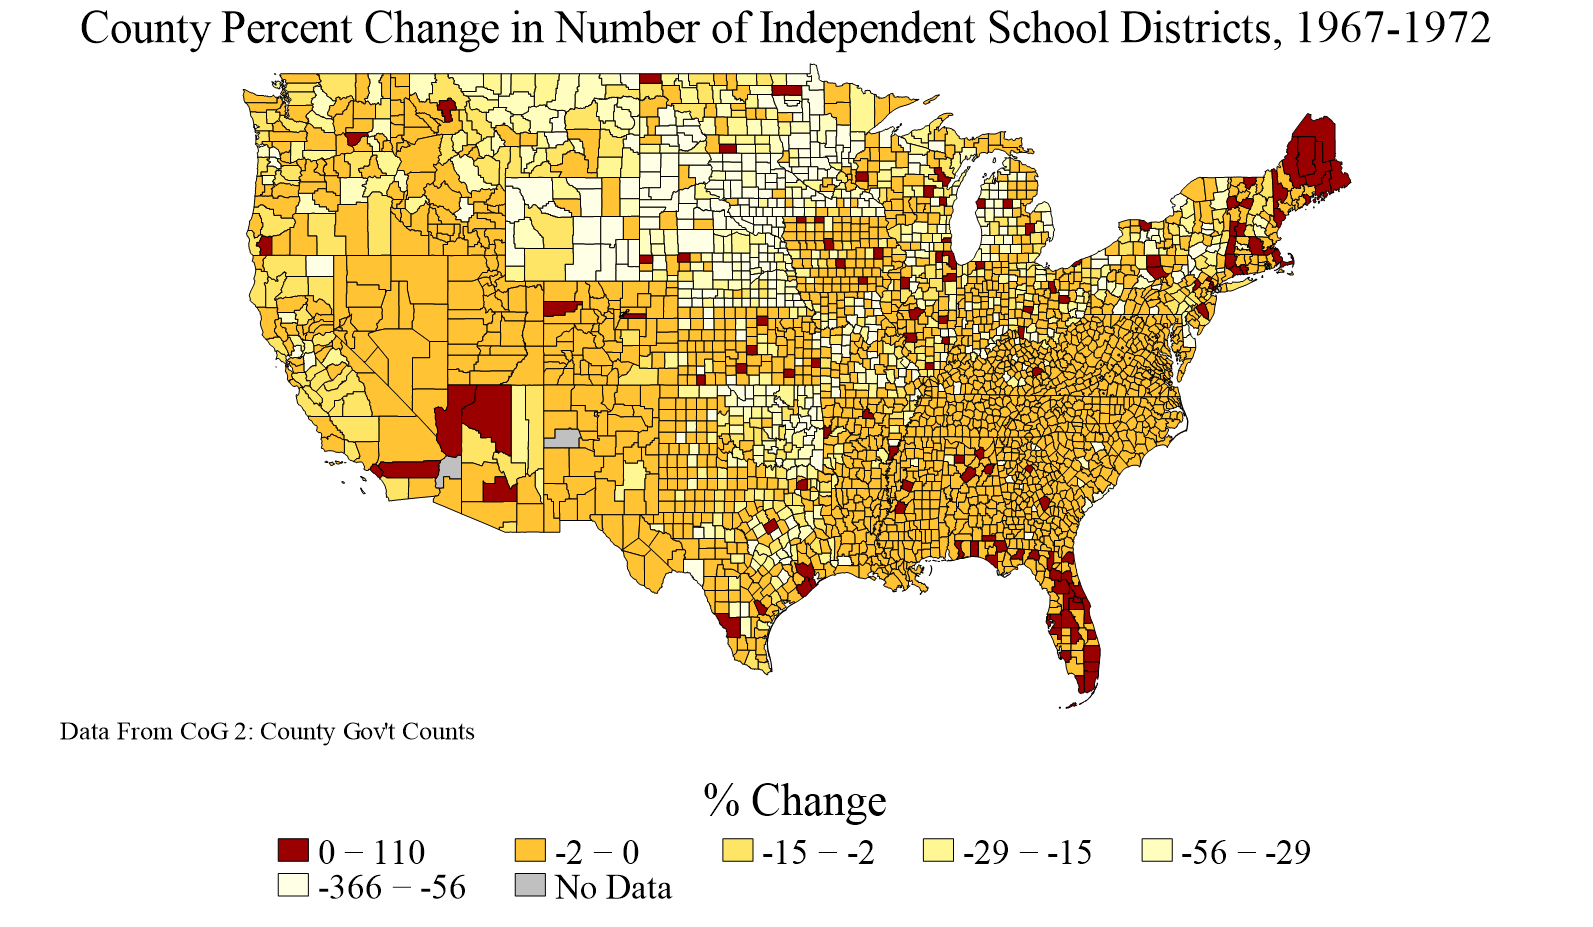 County Percent Change in Number of Independent School Districts, 1967-1972
Data From CoG 2: County Gov't Counts
% Change
0 − 110
-2 − 0
-15 − -2
-29 − -15
-56 − -29
-366 − -56
No Data